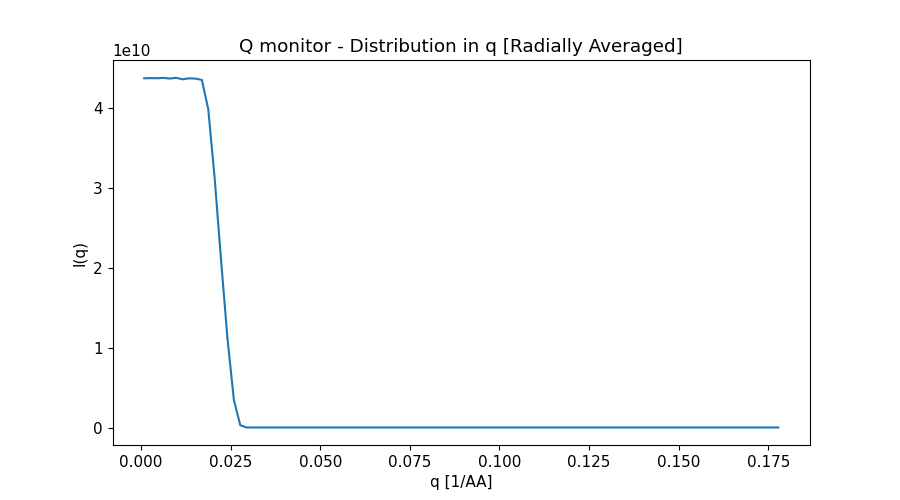 Q monitor - Distribution in q [Radially Averaged]
1e10
4
3
2
1
0
I(q)
0.000 0.025 0.050 0.075 0.100 0.125 0.150 0.175
q [1/AA]